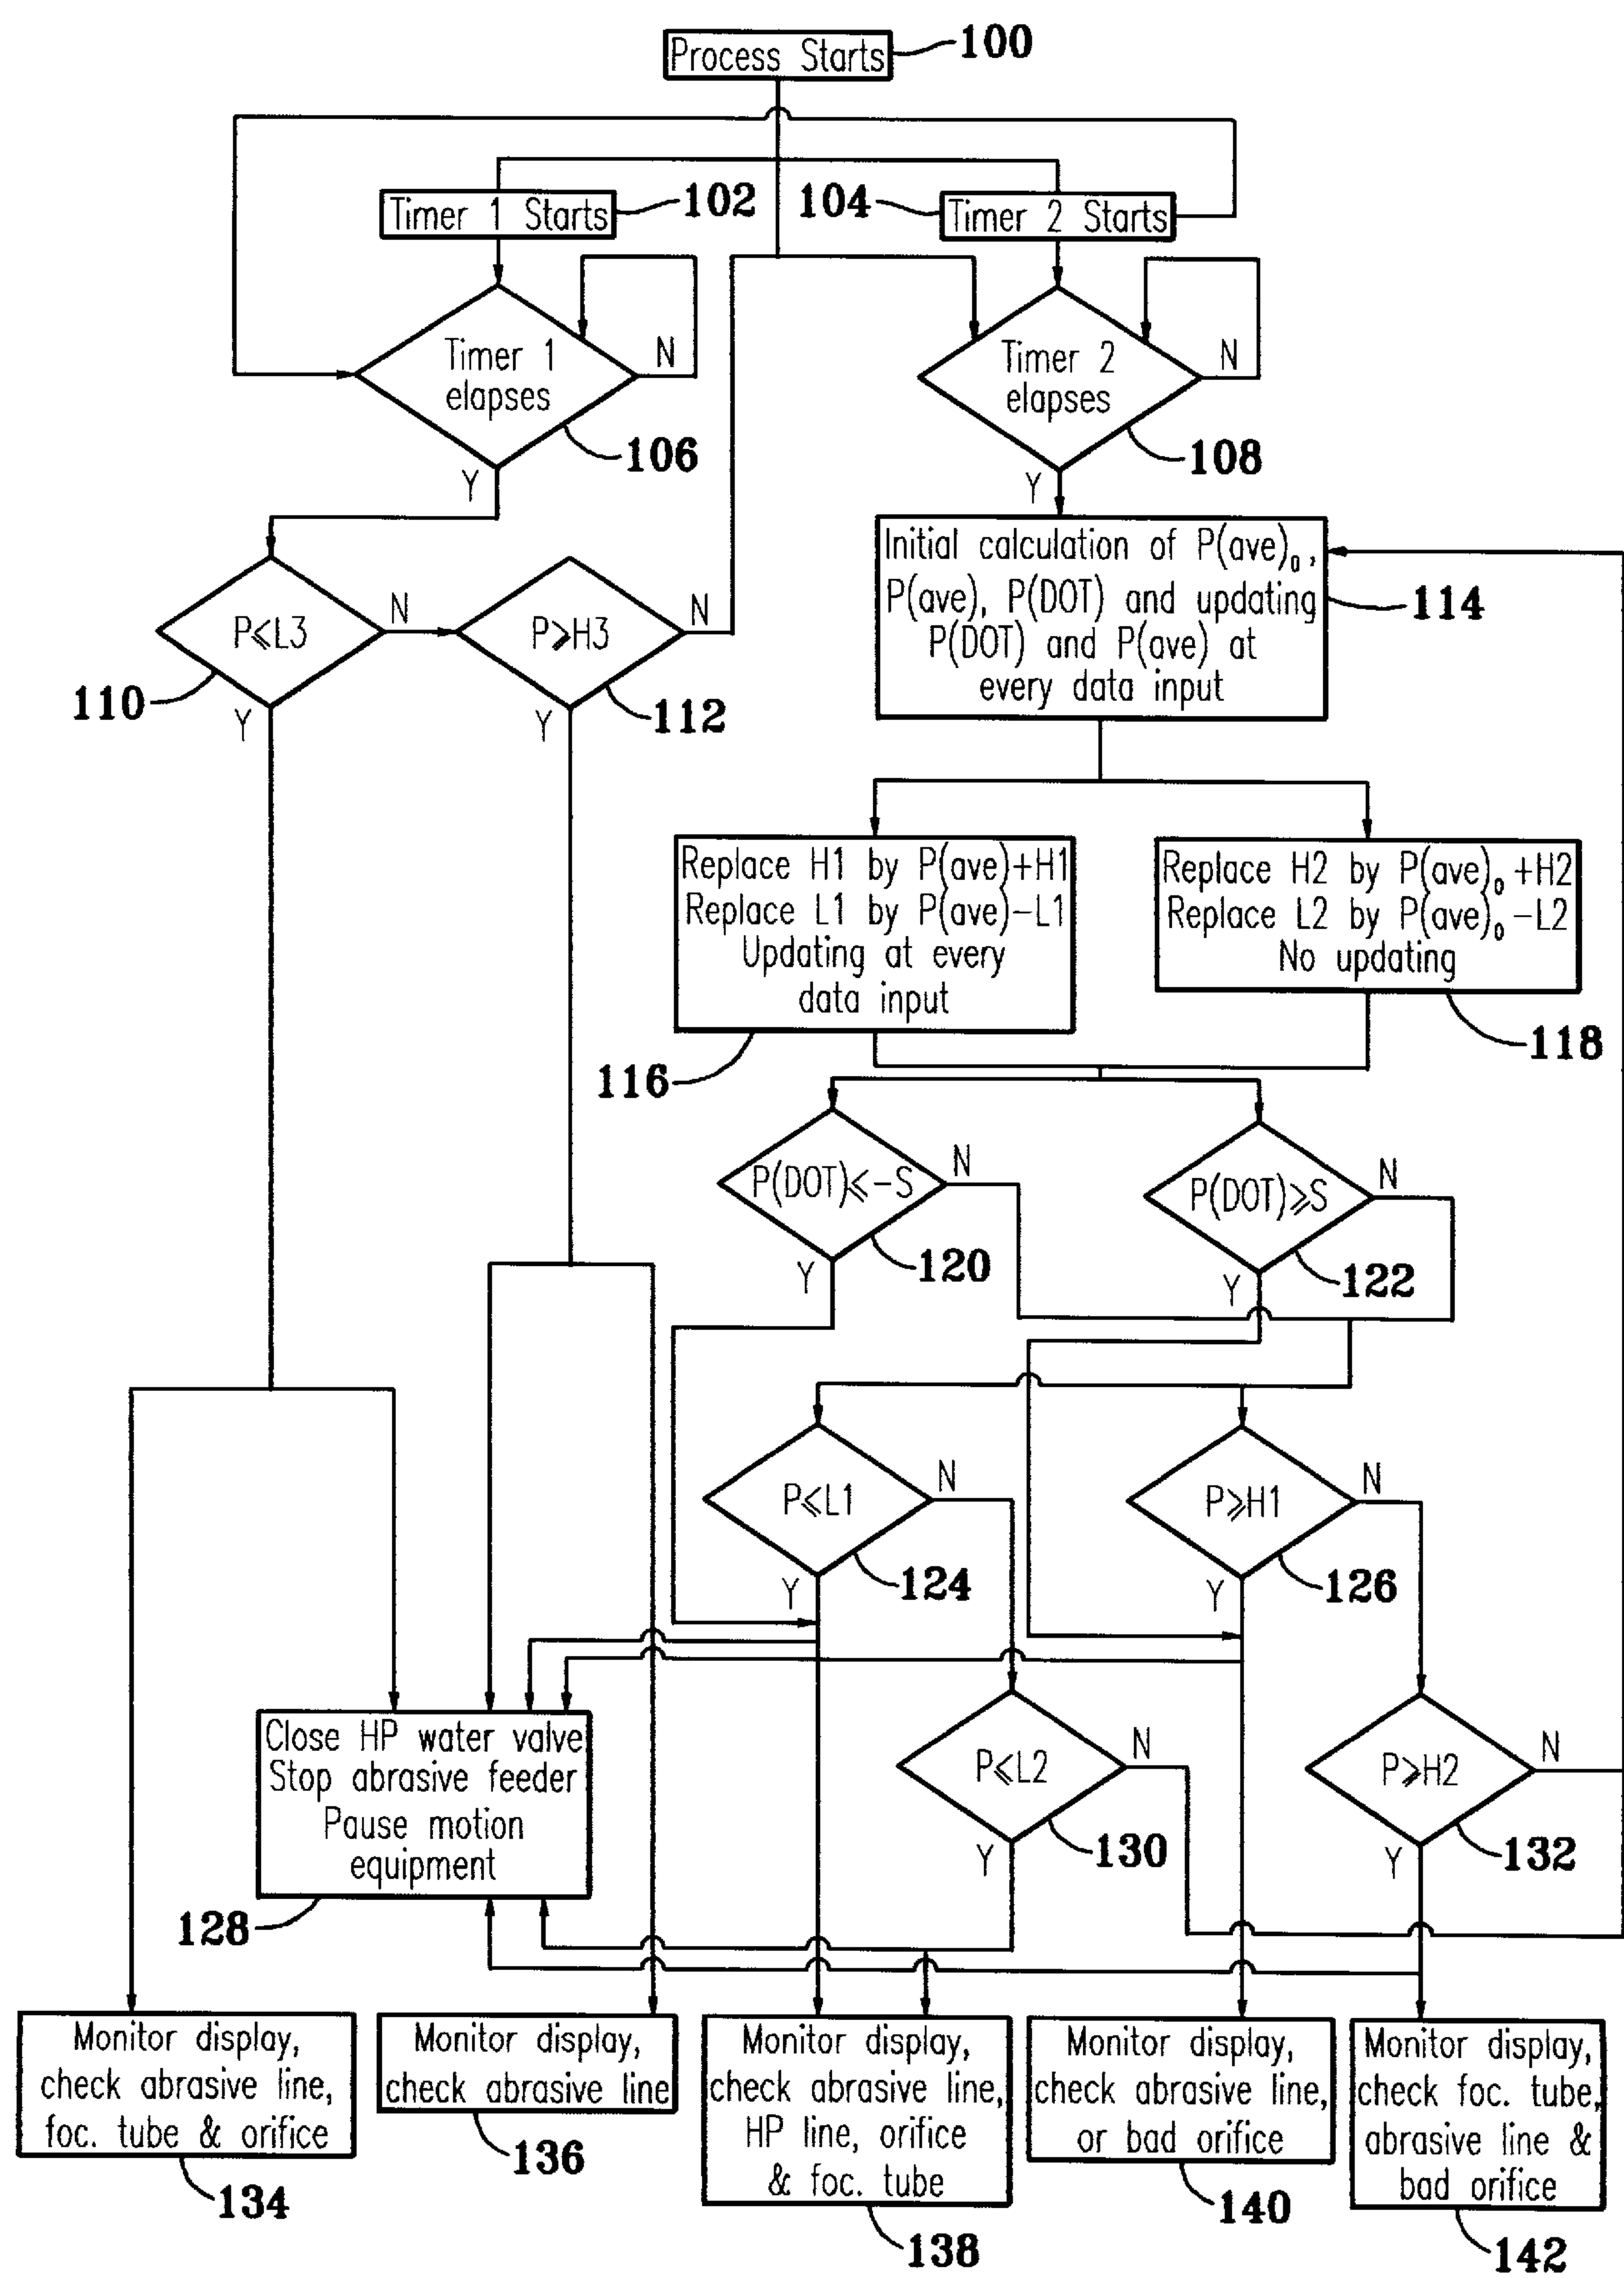 Process Starts
100
Timer 1 Starts
102
104
Timer 2 Starts
Timer 1
elapses
N
106
Y
Timer 2
elapses
N
108
Y
P≤L3
N
110
Y
P≥H3
N
112
Y
Initial calculation of P(ave)₀,
P(ave), P(DOT) and updating
P(DOT) and P(ave) at
every data input
114
Replace H1 by P(ave)+H1
Replace L1 by P(ave)-L1
Updating at every
data input
116
Replace H2 by P(ave)₀+H2
Replace L2 by P(ave)₀-L2
No updating
118
P(DOT)≤-S
N
120
Y
P(DOT)≥S
N
122
Y
P≤L1
N
124
Y
P≥H1
N
126
Y
Close HP water valve
Stop abrasive feeder
Pause motion
equipment
128
P≤L2
N
130
Y
P≥H2
N
132
Y
Monitor display,
check abrasive line,
foc. tube & orifice
134
Monitor display,
check abrasive line
136
Monitor display,
check abrasive line,
HP line, orifice
& foc. tube
138
Monitor display,
check abrasive line,
or bad orifice
140
Monitor display,
check foc. tube,
abrasive line &
bad orifice
142